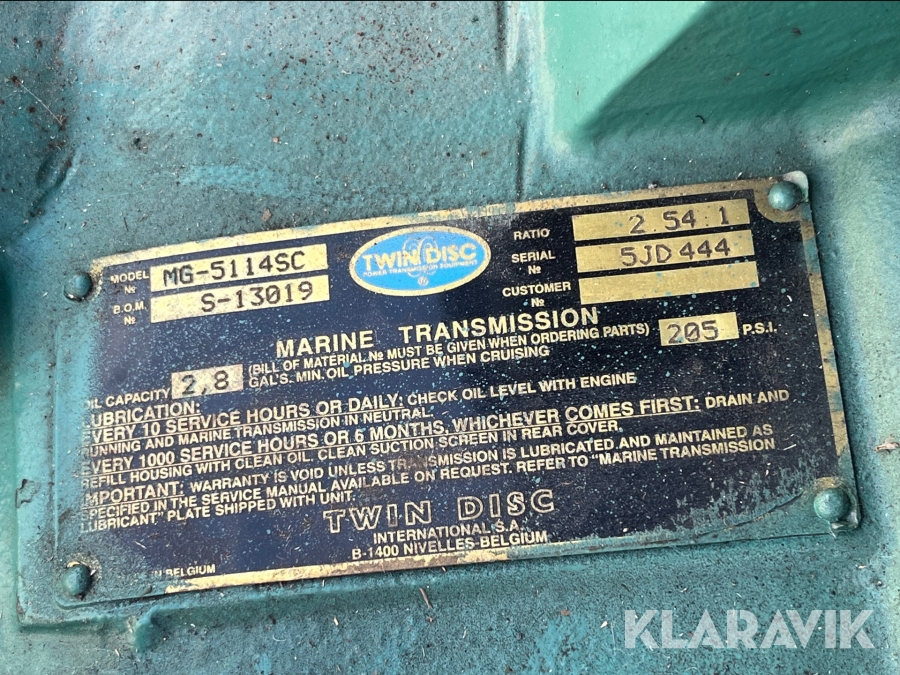 MODEL № MG-5114SC
B.O.M. № S-13019
TWIN DISC
POWER TRANSMISSION EQUIPMENT
RATIO 2 54 1
SERIAL № 5JD444
CUSTOMER №
MARINE TRANSMISSION
(BILL OF MATERIAL № MUST BE GIVEN WHEN ORDERING PARTS)
IL CAPACITY 2,8 GAL'S. MIN. OIL PRESSURE WHEN CRUISING 205 P.S.I.
LUBRICATION:
EVERY 10 SERVICE HOURS OR DAILY: CHECK OIL LEVEL WITH ENGINE
UNNING AND MARINE TRANSMISSION IN NEUTRAL.
EVERY 1000 SERVICE HOURS OR 6 MONTHS, WHICHEVER COMES FIRST: DRAIN AND
REFILL HOUSING WITH CLEAN OIL. CLEAN SUCTION SCREEN IN REAR COVER.
IMPORTANT: WARRANTY IS VOID UNLESS TRANSMISSION IS LUBRICATED AND MAINTAINED AS
SPECIFIED IN THE SERVICE MANUAL AVAILABLE ON REQUEST. REFER TO "MARINE TRANSMISSION
LUBRICANT" PLATE SHIPPED WITH UNIT.
TWIN DISC
INTERNATIONAL S.A.
B-1400 NIVELLES BELGIUM
N BELGIUM
KLARAVIK